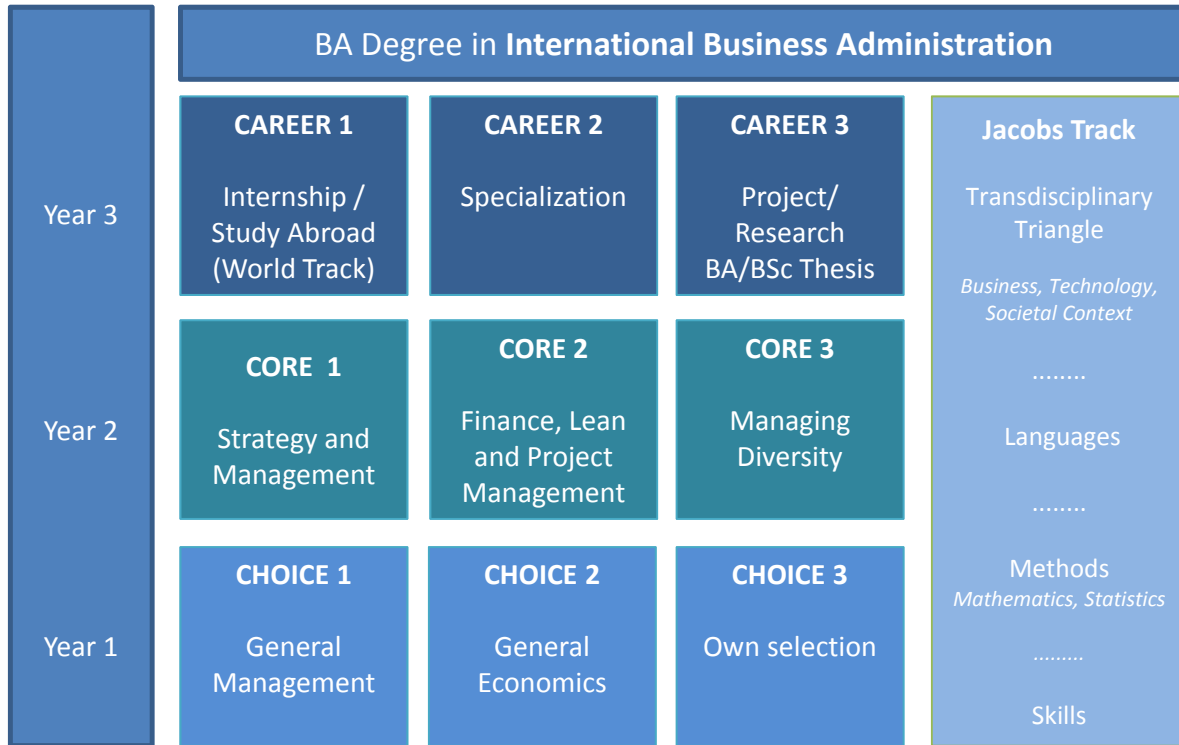 BA Degree in International Business Administration
Year 3
CAREER 1
Internship /
Study Abroad
(World Track)
CAREER 2
Specialization
CAREER 3
Project/
Research
BA/BSc Thesis
Year 2
CORE 1
Strategy and
Management
CORE 2
Finance, Lean
and Project
Management
CORE 3
Managing
Diversity
Year 1
CHOICE 1
General
Management
CHOICE 2
General
Economics
CHOICE 3
Own selection
Jacobs Track
Transdisciplinary
Triangle
Business, Technology,
Societal Context
........
Languages
........
Methods
Mathematics, Statistics
.........
Skills